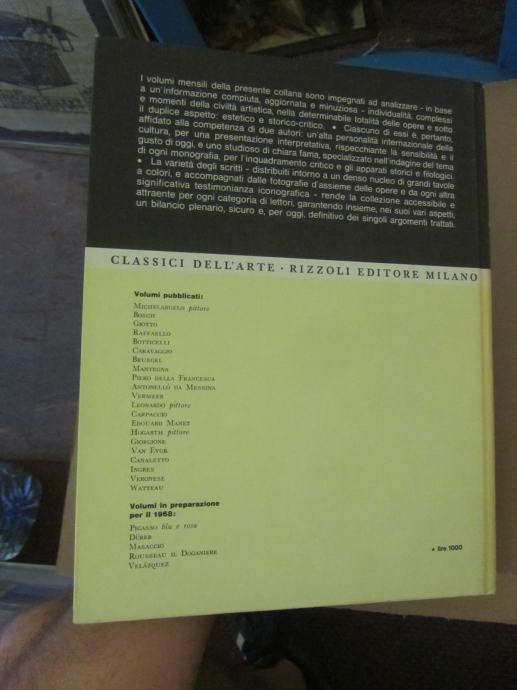 I volumi mensili della presente collana sono impegnati ad analizzare - in base
a un'informazione compiuta, aggiornata e minuziosa - individualità, complessi
e momenti della civiltà artistica, nella determinabile totalità delle opere e sotto
il duplice aspetto: estetico e storico-critico. • Ciascuno di essi è, pertanto,
affidato alla competenza di due autori: un'alta personalità internazionale della
cultura, per una presentazione interpretativa, rispecchiante la sensibilità e il
gusto di oggi, e uno studioso di chiara fama, specializzato nell'indagine del tema
di ogni monografia, per l'inquadramento critico e gli apparati storici e filologici.
• La varietà degli scritti - distribuiti intorno a un denso nucleo di grandi tavole
a colori, e accompagnati dalle fotografie d'assieme delle opere e da ogni altra
significativa testimonianza iconografica - rende la collezione accessibile e
attraente per ogni categoria di lettori, garantendo insieme, nei suoi vari aspetti,
un bilancio plenario, sicuro e, per oggi, definitivo dei singoli argomenti trattati.
CLASSICI DELL'ARTE • RIZZOLI EDITORE MILANO
Volumi pubblicati:
Michelangelo pittore
Bosch
Giotto
Raffaello
Botticelli
Caravaggio
Bruegel
Mantegna
Piero della Francesca
Antonello da Messina
Vermeer
Leonardo pittore
Carpaccio
Edouard Manet
Hogarth pittore
Giorgione
Van Eyck
Canaletto
Ingres
Veronese
Watteau
Volumi in preparazione
per il 1968:
Picasso blu e rosa
Dürer
Masaccio
Rousseau il Doganiere
Velázquez
• lire 1000